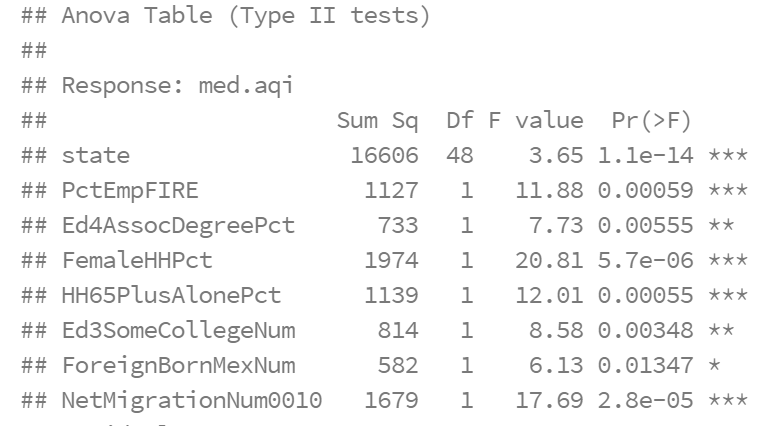 ## Anova Table (Type II tests)
##
## Response: med.aqi
## Sum Sq Df F value Pr(>F)
## state 16606 48 3.65 1.1e-14 ***
## PctEmpFIRE 1127 1 11.88 0.00059 ***
## Ed4AssocDegreePct 733 1 7.73 0.00555 **
## FemaleHHPct 1974 1 20.81 5.7e-06 ***
## HH65PlusAlonePct 1139 1 12.01 0.00055 ***
## Ed3SomeCollegeNum 814 1 8.58 0.00348 **
## ForeignBornMexNum 582 1 6.13 0.01347 *
## NetMigrationNum0010 1679 1 17.69 2.8e-05 ***